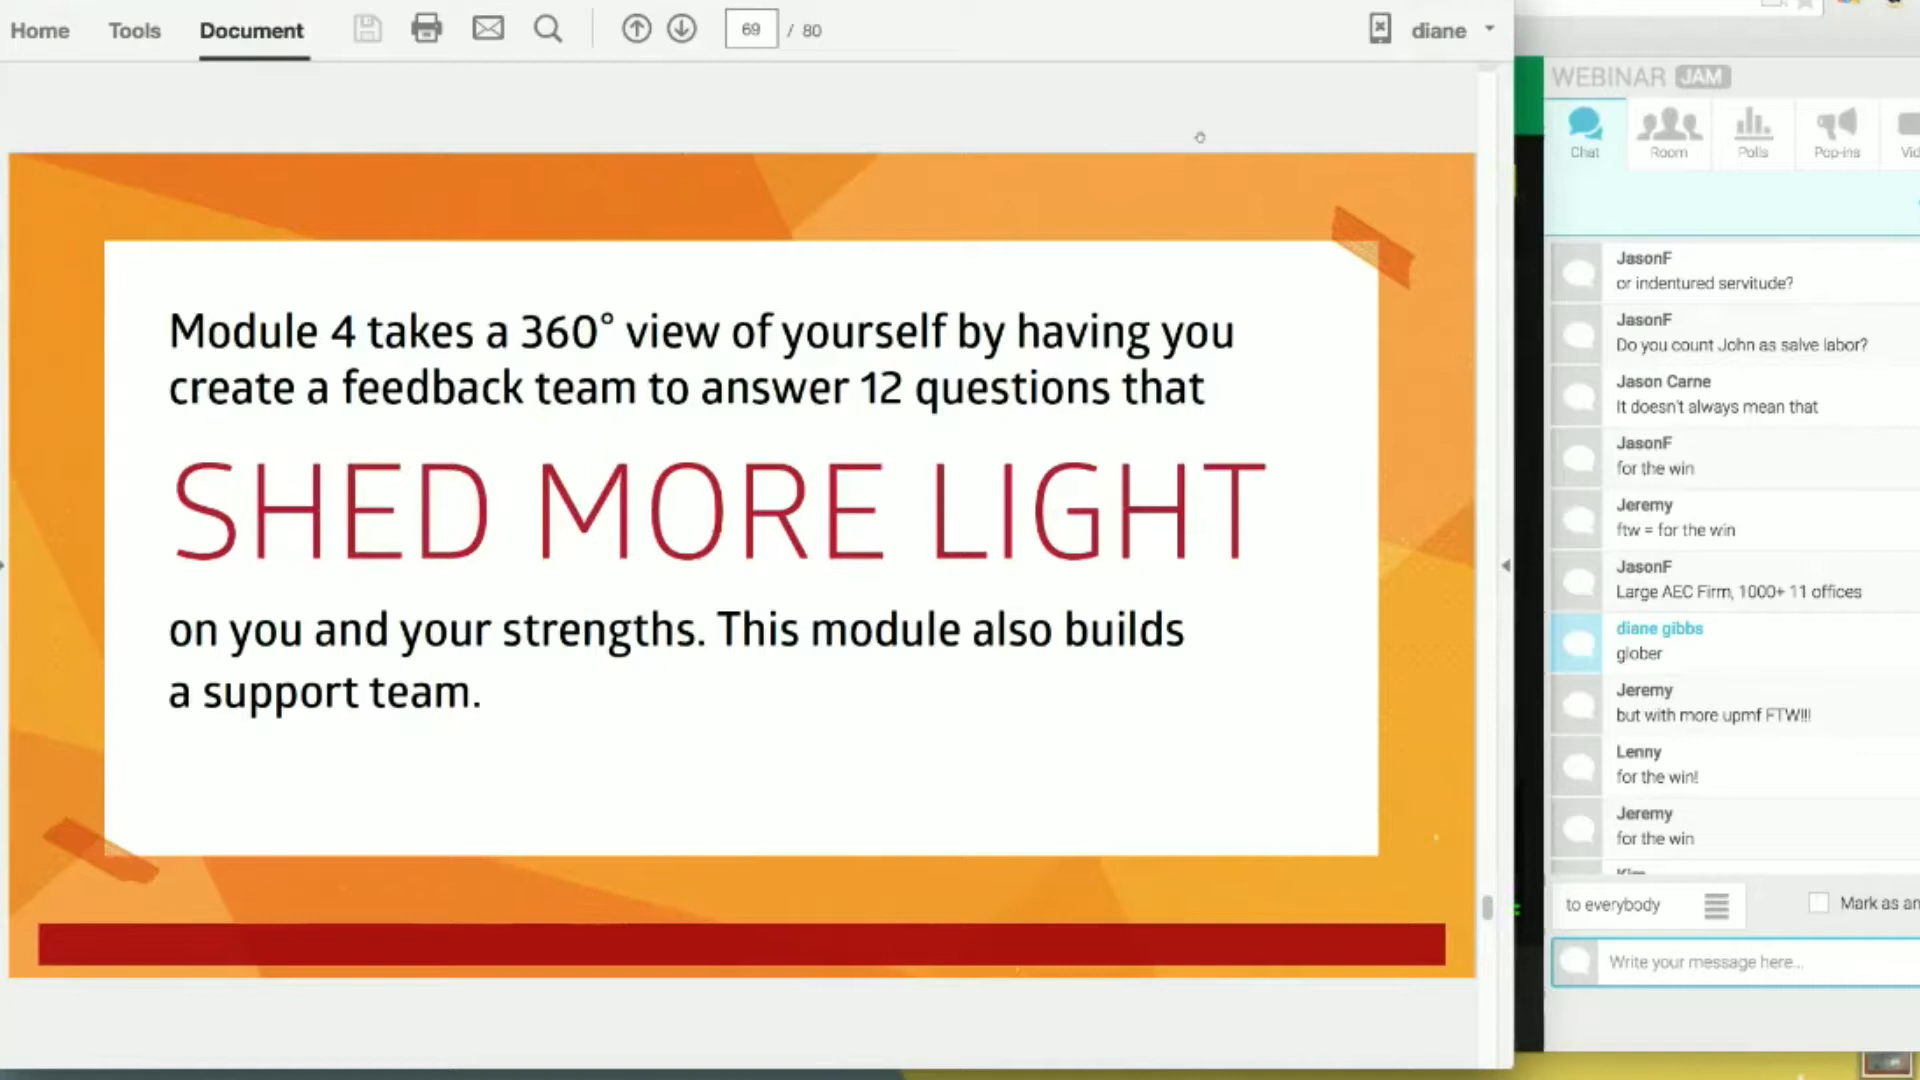 Home
Tools
Document
69
/ 80
diane
Module 4 takes a 360° view of yourself by having you
create a feedback team to answer 12 questions that
SHED MORE LIGHT
on you and your strengths. This module also builds
a support team.
WEBINAR JAM
Chat
Room
Polls
Pop-ins
JasonF
or indentured servitude?
JasonF
Do you count John as salve labor?
Jason Carne
It doesn't always mean that
JasonF
for the win
Jeremy
ftw = for the win
JasonF
Large AEC Firm, 1000+ 11 offices
diane gibbs
glober
Jeremy
but with more upmf FTW!!!
Lenny
for the win!
Jeremy
for the win
to everybody
Mark as an
Write your message here...